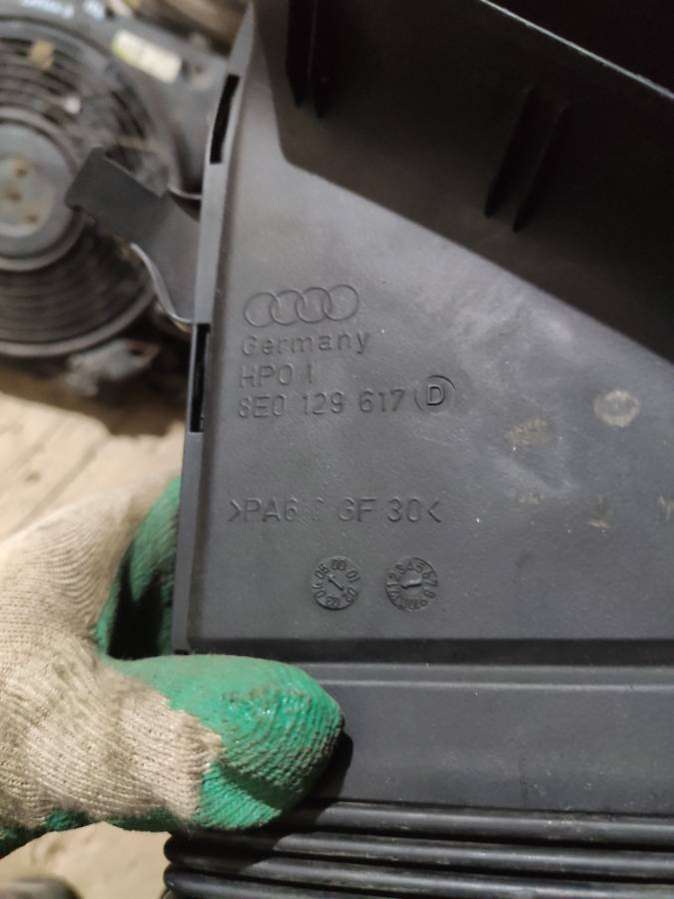 Germany
HPO I
8E0 129 617 D
>PA6 GF 30<